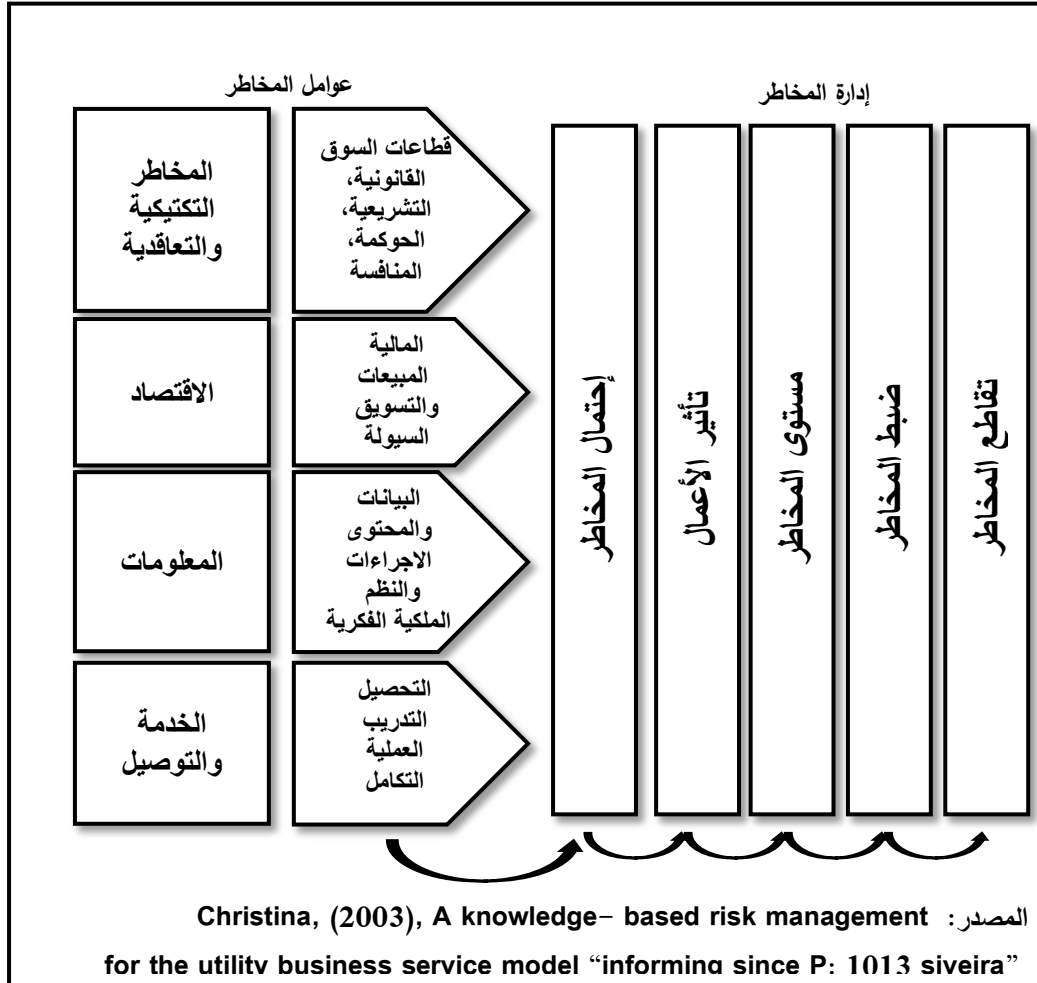 عوامل المخاطر
إدارة المخاطر
المخاطر
التكتيكية
والتعاقدية
قطاعات السوق
القانونية،
التشريعية،
الحوكمة،
المنافسة
الاقتصاد
المالية
المبيعات
والتسويق
السيولة
المعلومات
البيانات
والمحتوى
الاجراءات
والنظم
الملكية الفكرية
الخدمة
والتوصيل
التحصيل
التدريب
العملية
التكامل
إحتمال المخاطر
تأثير الأعمال
مستوى المخاطر
ضبط المخاطر
تقاطع المخاطر
المصدر: Christina, (2003), A knowledge– based risk management
for the utility business service model “informing since P: 1013 siveira”